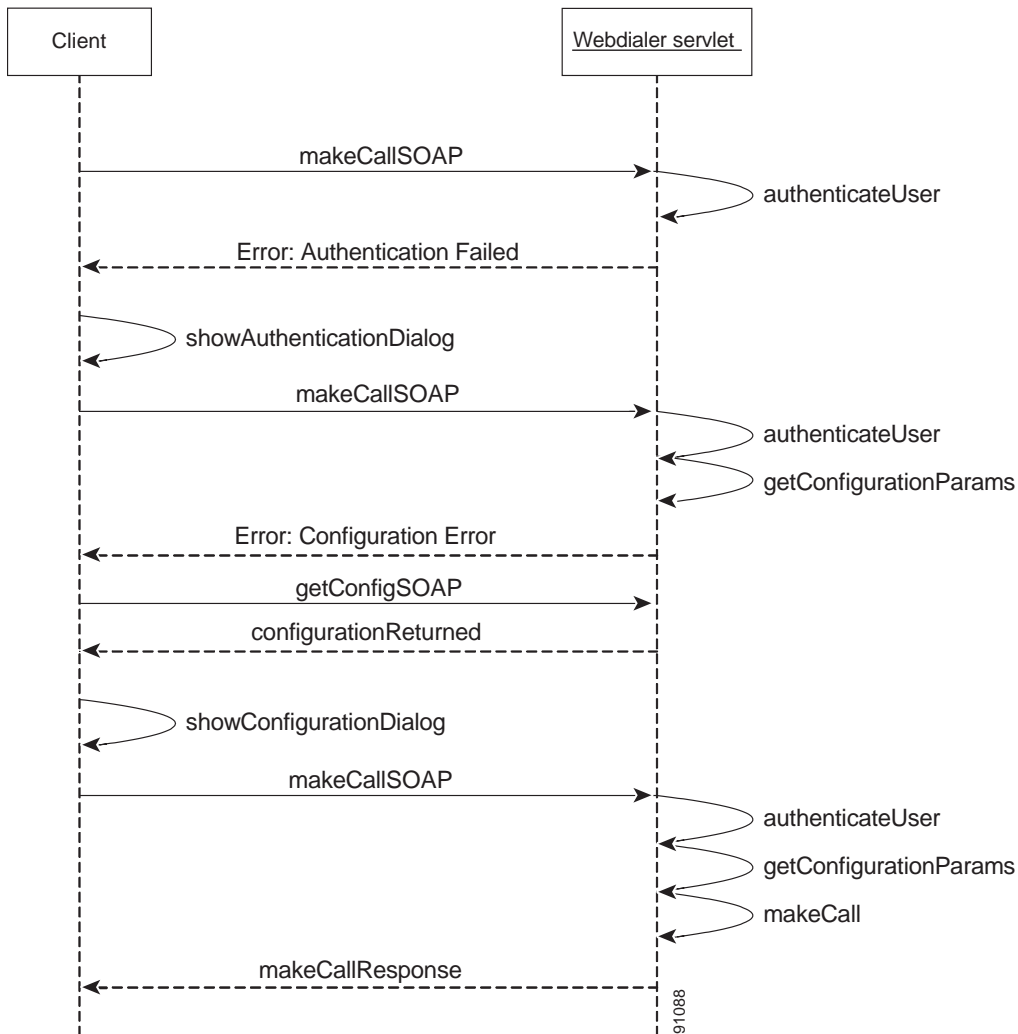 Client
Webdialer servlet
makeCallSOAP
authenticateUser
Error: Authentication Failed
showAuthenticationDialog
makeCallSOAP
authenticateUser
getConfigurationParams
Error: Configuration Error
getConfigSOAP
configurationReturned
showConfigurationDialog
makeCallSOAP
authenticateUser
getConfigurationParams
makeCall
makeCallResponse
91088